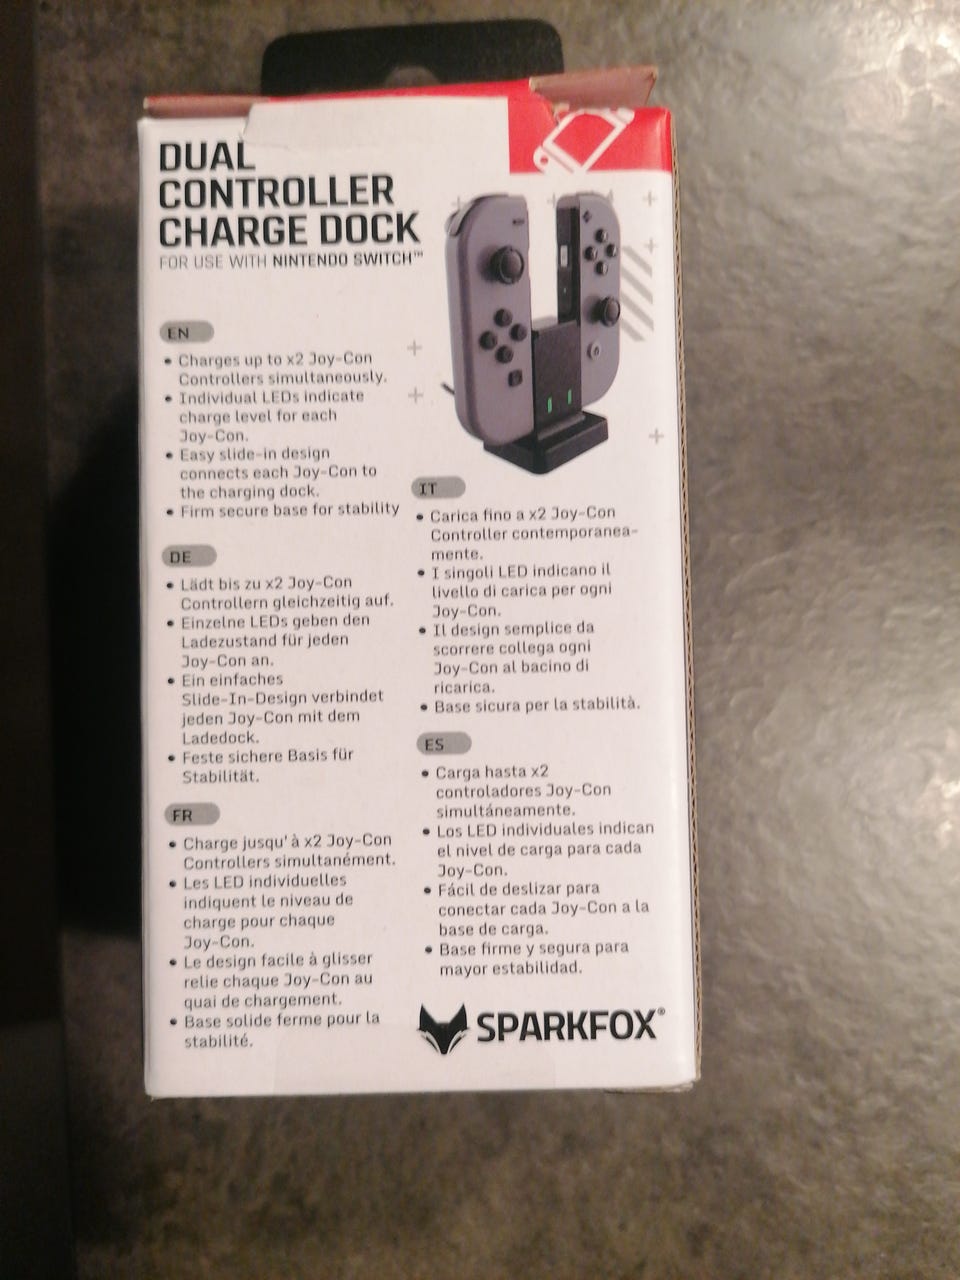 DUAL
CONTROLLER
CHARGE DOCK
FOR USE WITH NINTENDO SWITCH™
EN
• Charges up to x2 Joy-Con
Controllers simultaneously.
• Individual LEDs indicate
charge level for each
Joy-Con.
• Easy slide-in design
connects each Joy-Con to
the charging dock.
• Firm secure base for stability
DE
• Lädt bis zu x2 Joy-Con
Controllern gleichzeitig auf.
• Einzelne LEDs geben den
Ladezustand für jeden
Joy-Con an.
• Ein einfaches
Slide-In-Design verbindet
jeden Joy-Con mit dem
Ladedock.
• Feste sichere Basis für
Stabilität.
FR
• Charge jusqu' à x2 Joy-Con
Controllers simultanément.
• Les LED individuelles
indiquent le niveau de
charge pour chaque
Joy-Con.
• Le design facile à glisser
relie chaque Joy-Con au
quai de chargement.
• Base solide ferme pour la
stabilité.
IT
• Carica fino a x2 Joy-Con
Controller contemporanea-
mente.
• I singoli LED indicano il
livello di carica per ogni
Joy-Con.
• Il design semplice da
scorrere collega ogni
Joy-Con al bacino di
ricarica.
• Base sicura per la stabilità.
ES
• Carga hasta x2
controladores Joy-Con
simultáneamente.
• Los LED individuales indican
el nivel de carga para cada
Joy-Con.
• Fácil de deslizar para
conectar cada Joy-Con a la
base de carga.
• Base firme y segura para
mayor estabilidad.
SPARKFOX®